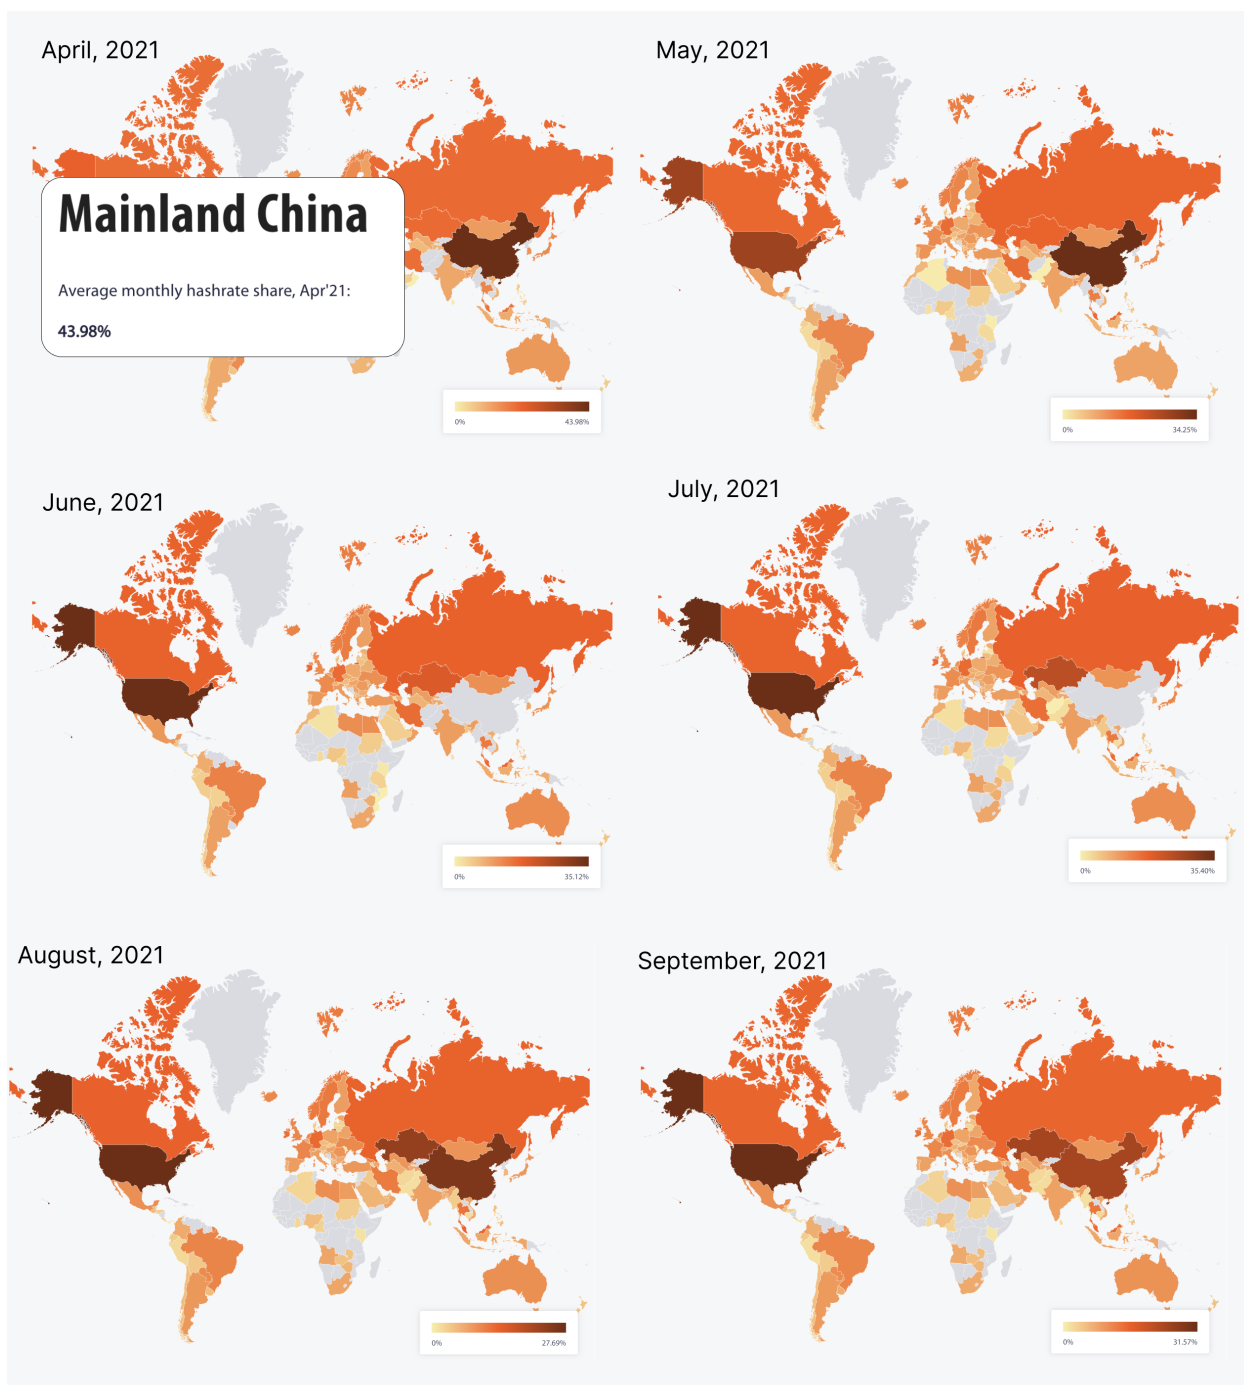 April, 2021
Mainland China
Average monthly hashrate share, Apr'21:
43.98%
0% 43.98%
May, 2021
0% 34.25%
June, 2021
0% 35.12%
July, 2021
0% 35.40%
August, 2021
0% 27.69%
September, 2021
0% 31.57%